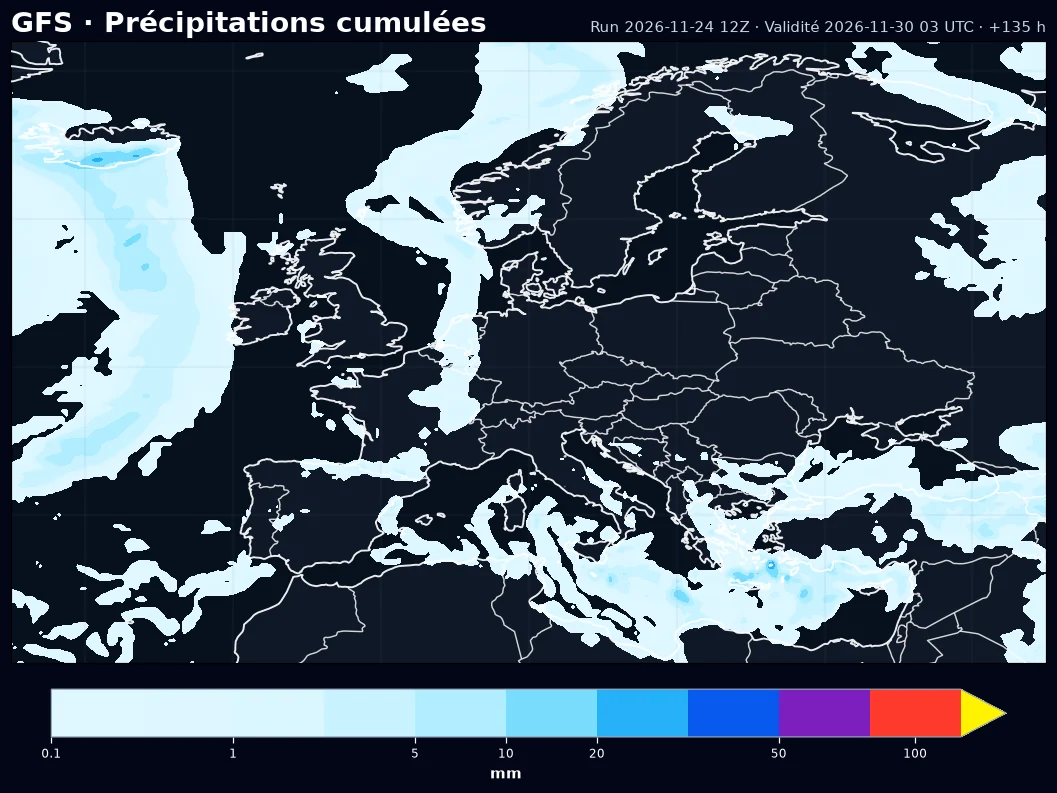 GFS · Précipitations cumulées
Run 2026-11-24 12Z · Validité 2026-11-30 03 UTC · +135 h
0.1 1 5 10 20 50 100
mm